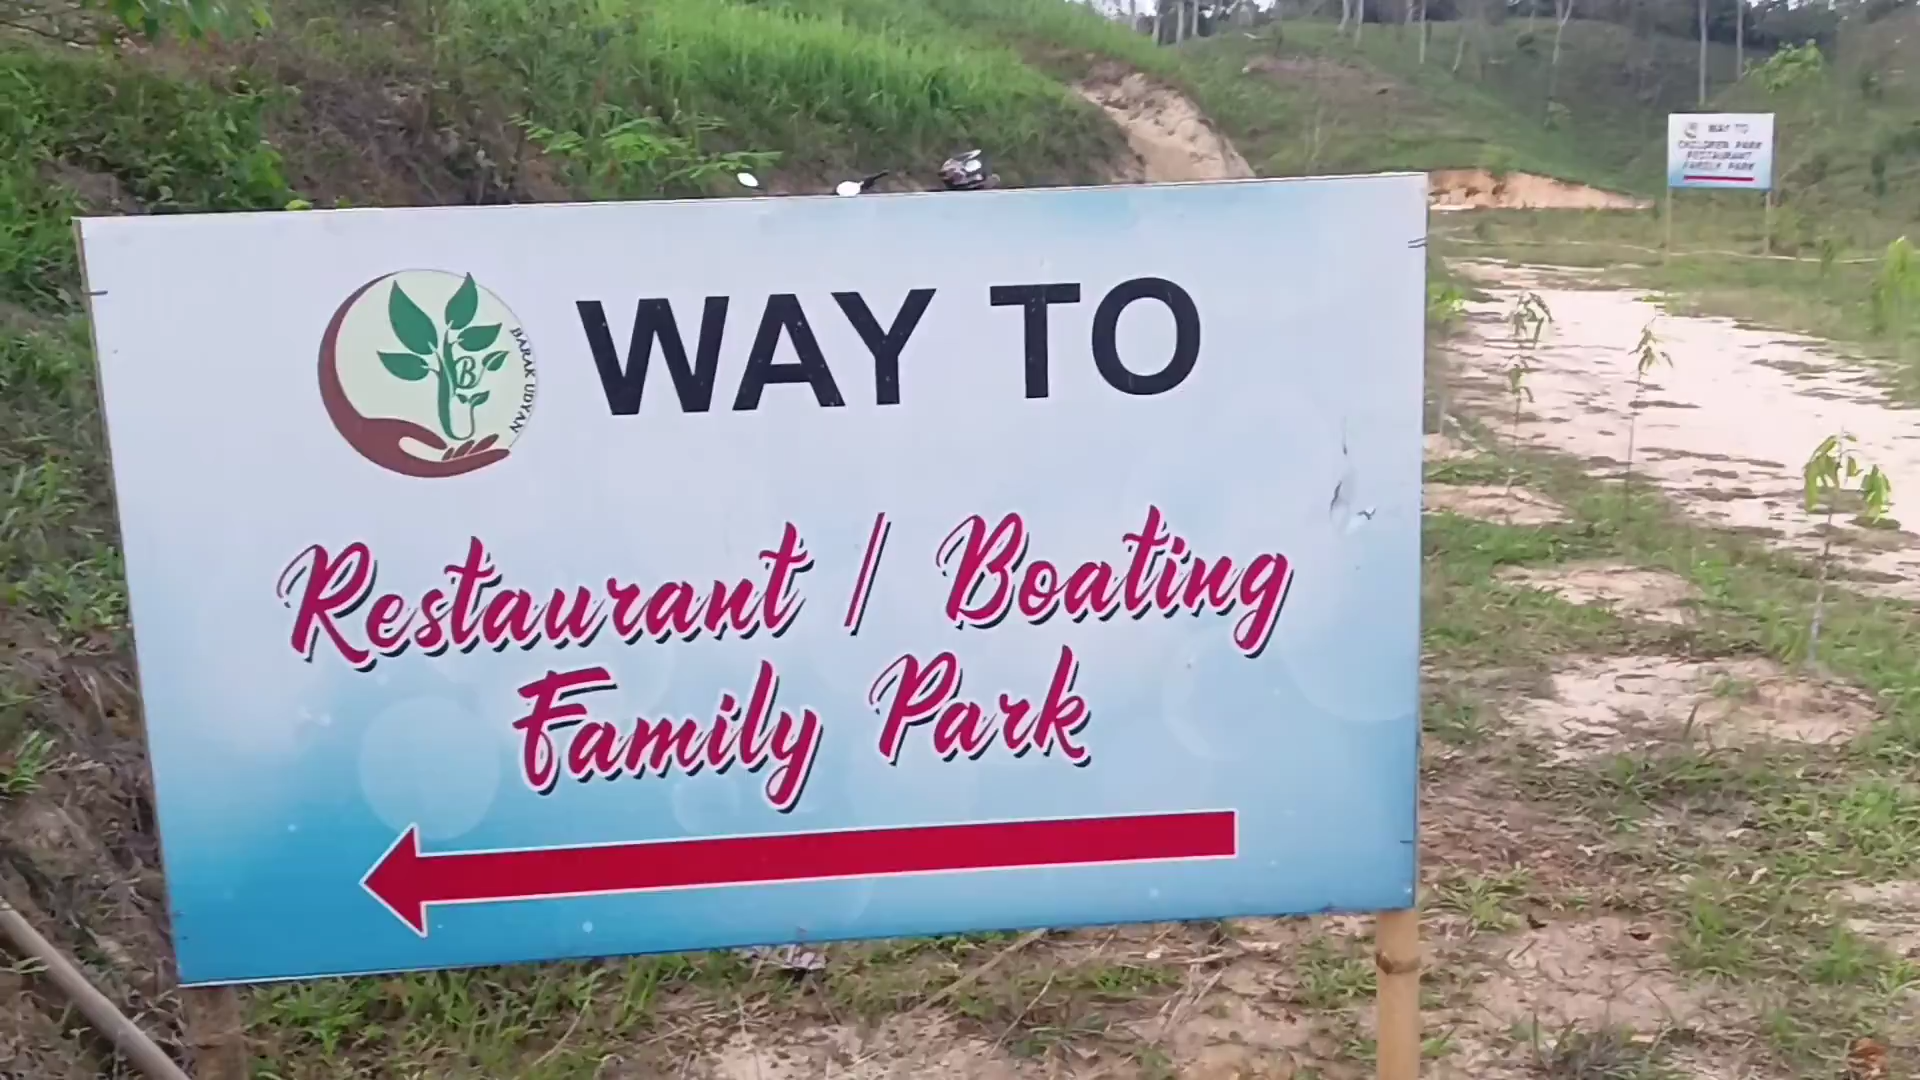 BARAK UDYAN
B
WAY TO
Restaurant / Boating
Family Park
WAY TO
CHILDREN PARK
RESTAURANT
FAMILY PARK